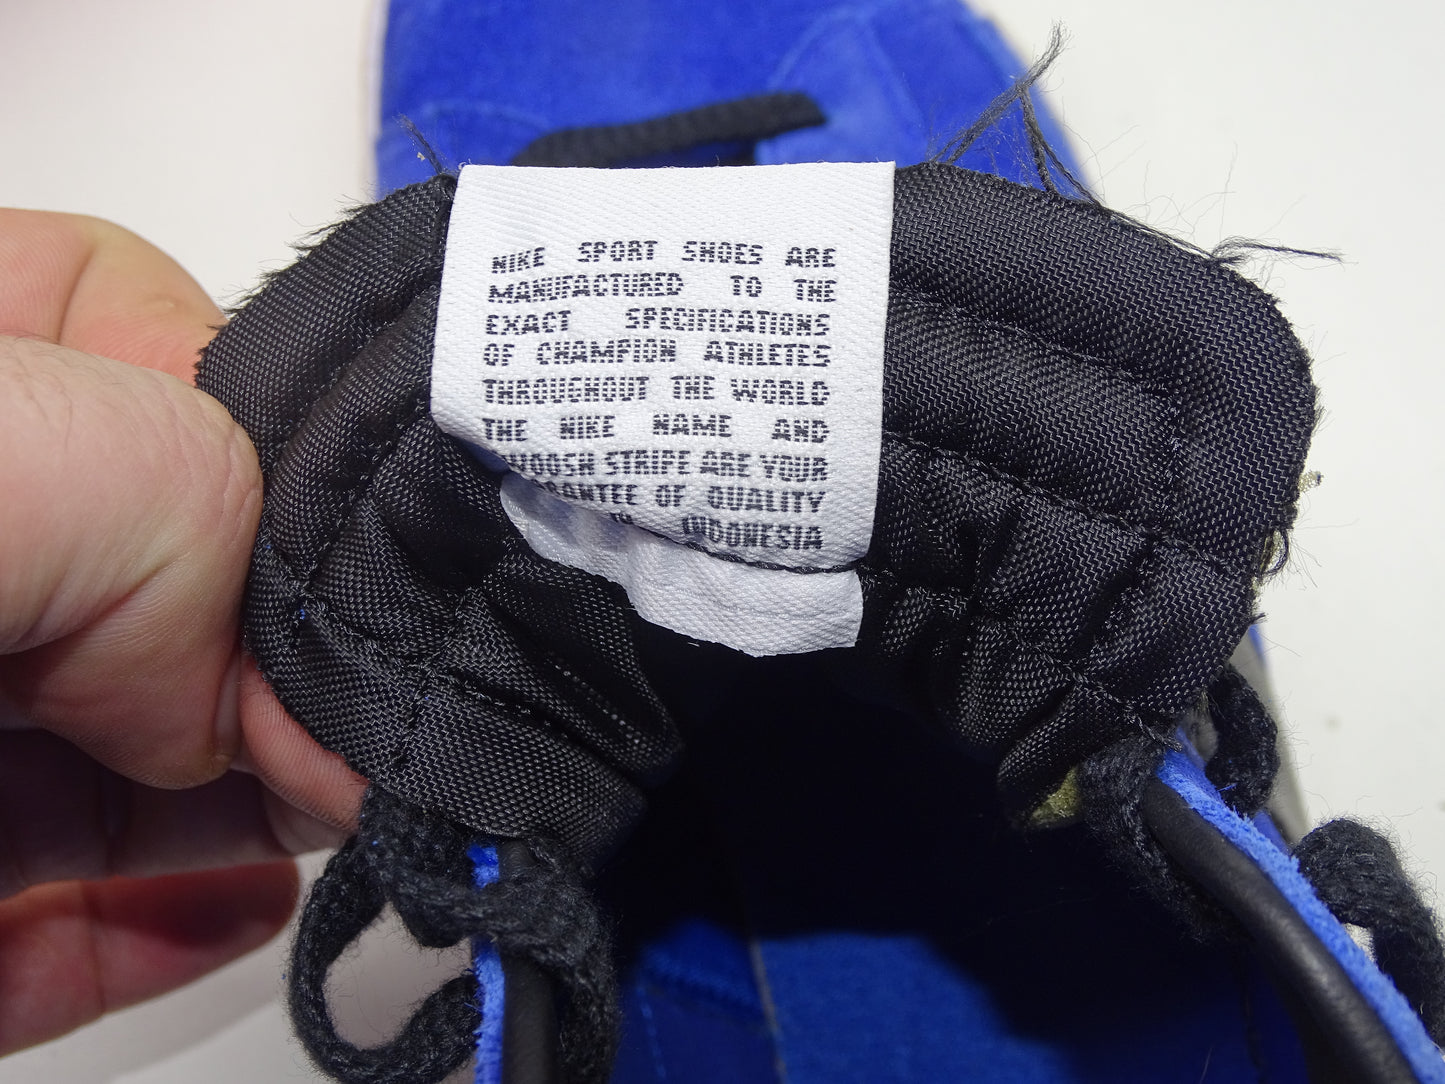 NIKE SPORT SHOES ARE
MANUFACTURED TO THE
EXACT SPECIFICATIONS
OF CHAMPION ATHLETES
THROUGHOUT THE WORLD
THE NIKE NAME AND
STRIPE ARE YOUR
OF QUALITY
IN INDONESIA